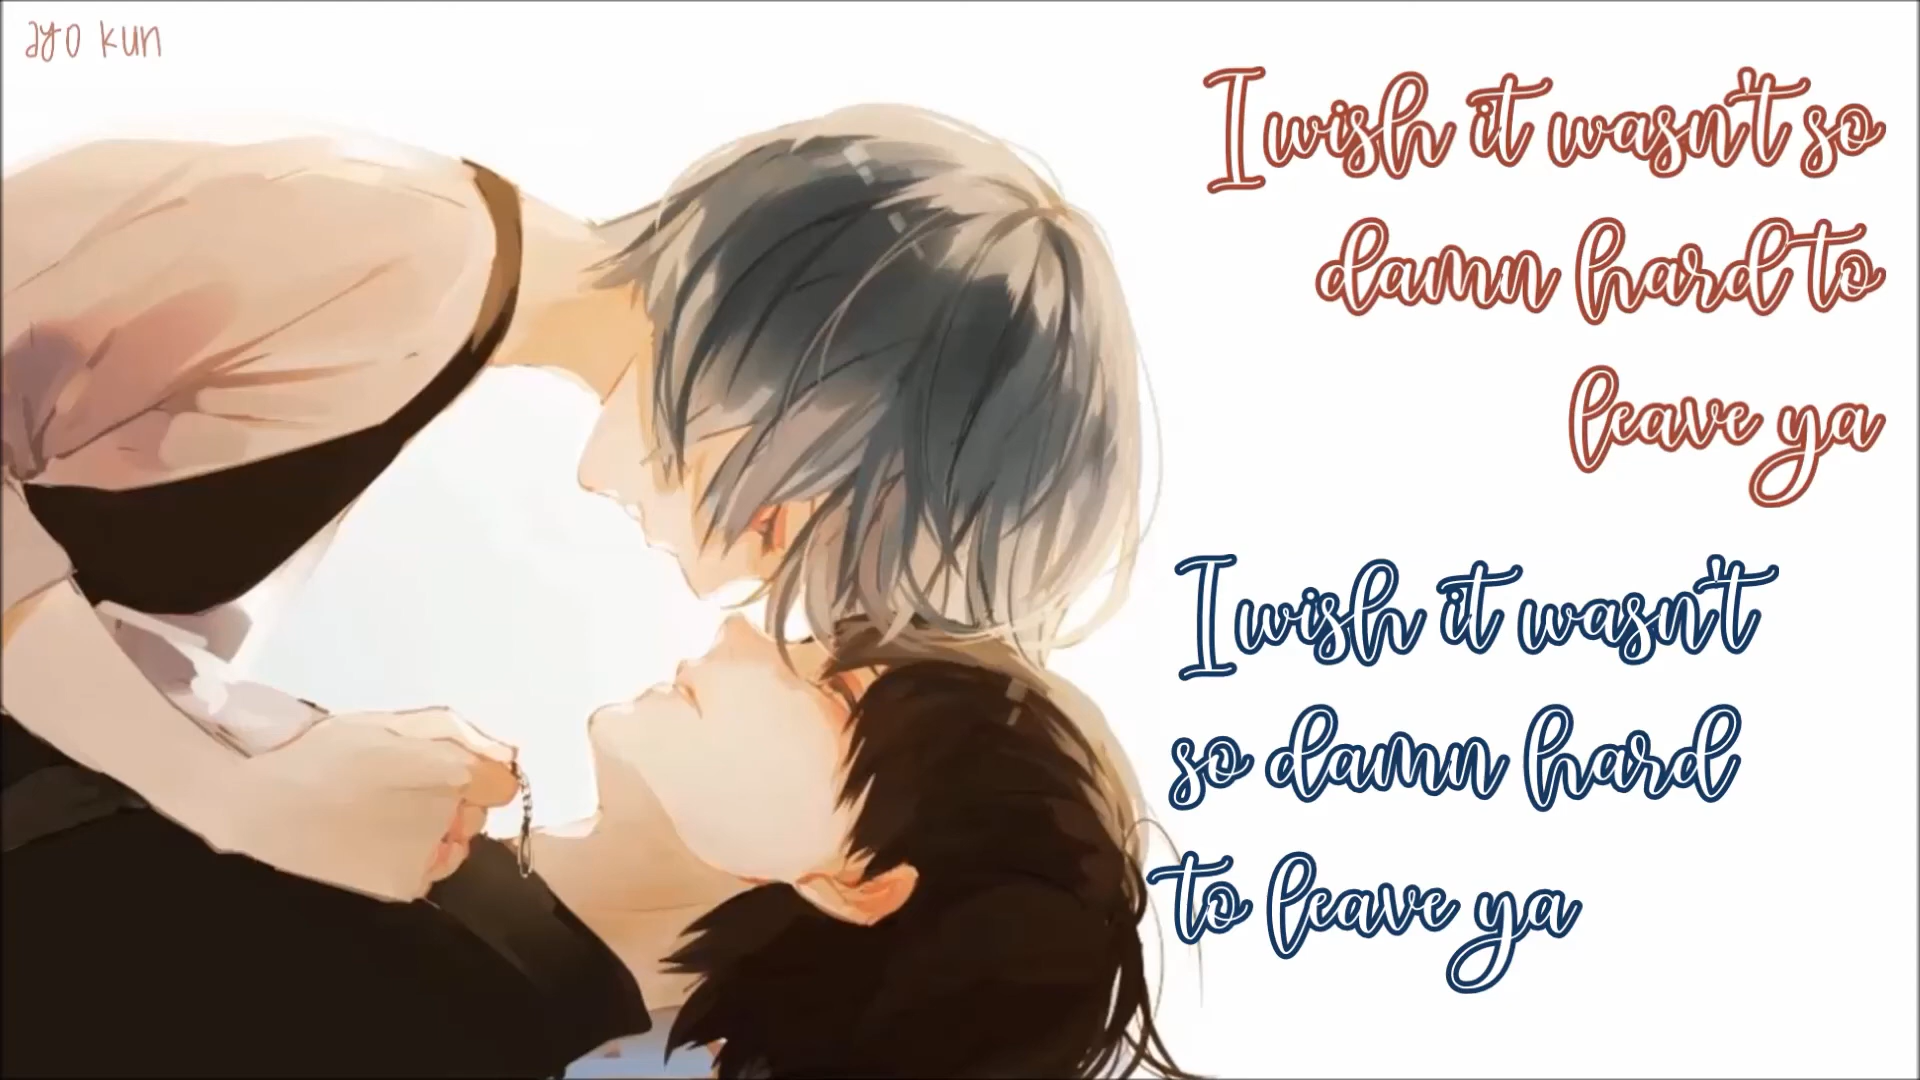 ayo kun
I wish it wasn't so
damn hard to
leave ya
I wish it wasn't
so damn hard
to leave ya